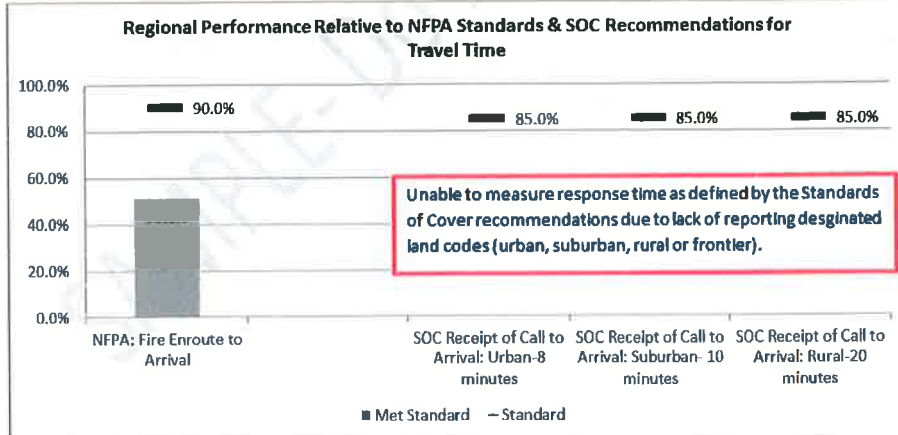 Regional Performance Relative to NFPA Standards & SOC Recommendations for
Travel Time
100.0%
80.0%
60.0%
40.0%
20.0%
0.0%
90.0%
85.0%
85.0%
85.0%
Unable to measure response time as defined by the Standards
of Cover recommendations due to lack of reporting desginated
land codes (urban, suburban, rural or frontier).
NFPA: Fire Enroute to
Arrival
SOC Receipt of Call to
Arrival: Urban-8
minutes
SOC Receipt of Call to
Arrival: Suburban- 10
minutes
SOC Receipt of Call to
Arrival: Rural-20
minutes
Met Standard
Standard